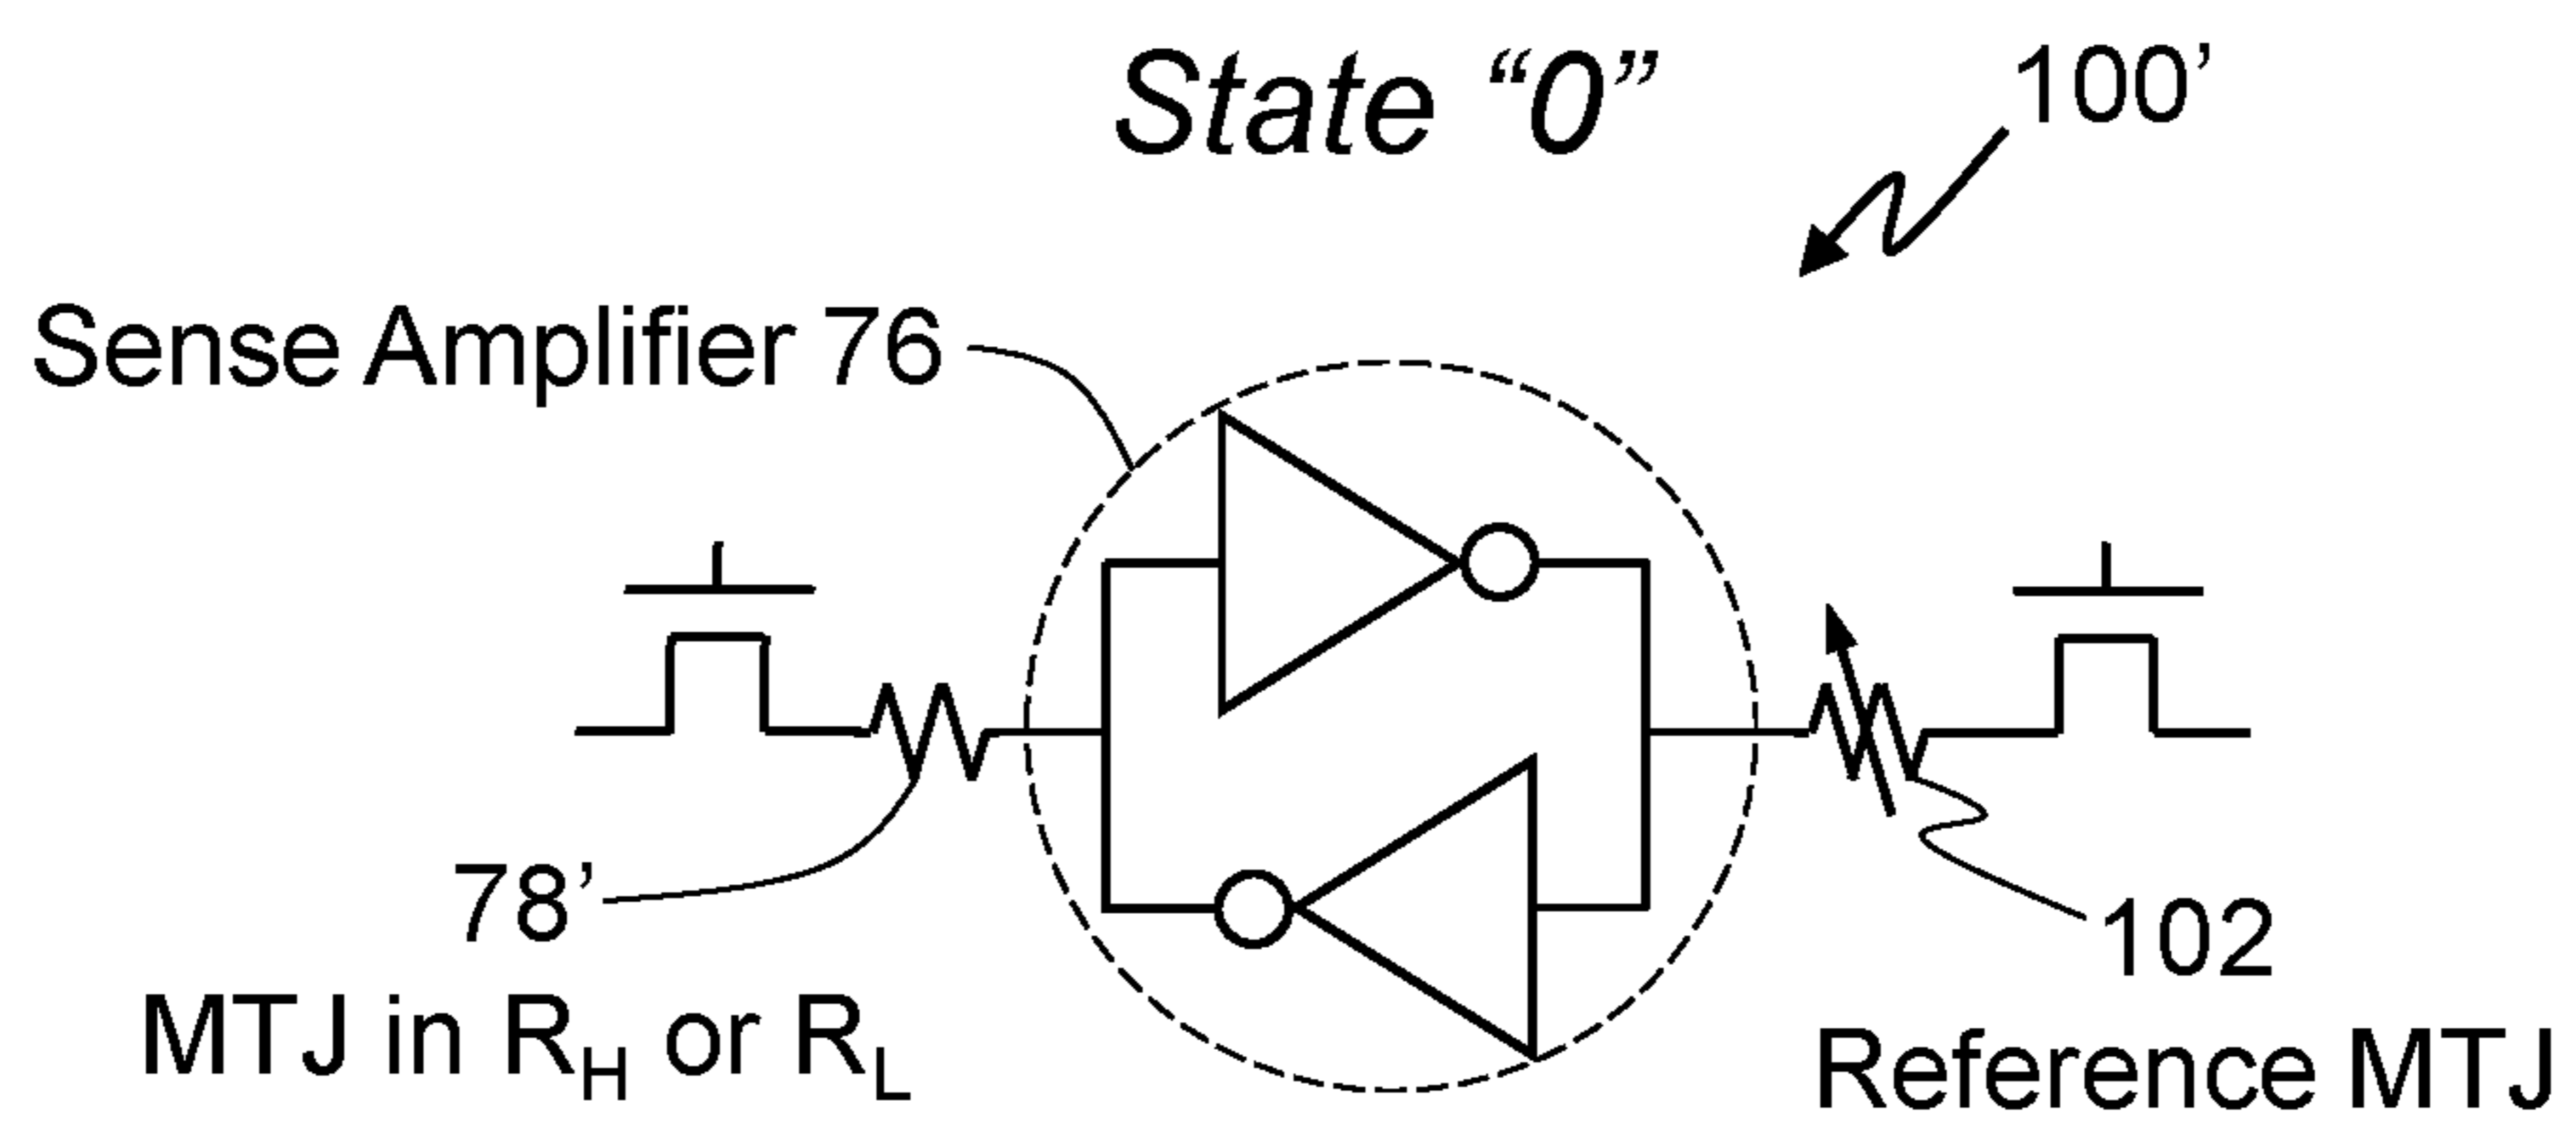 State “0”
100’
Sense Amplifier 76
78’
MTJ in RH or RL
102
Reference MTJ